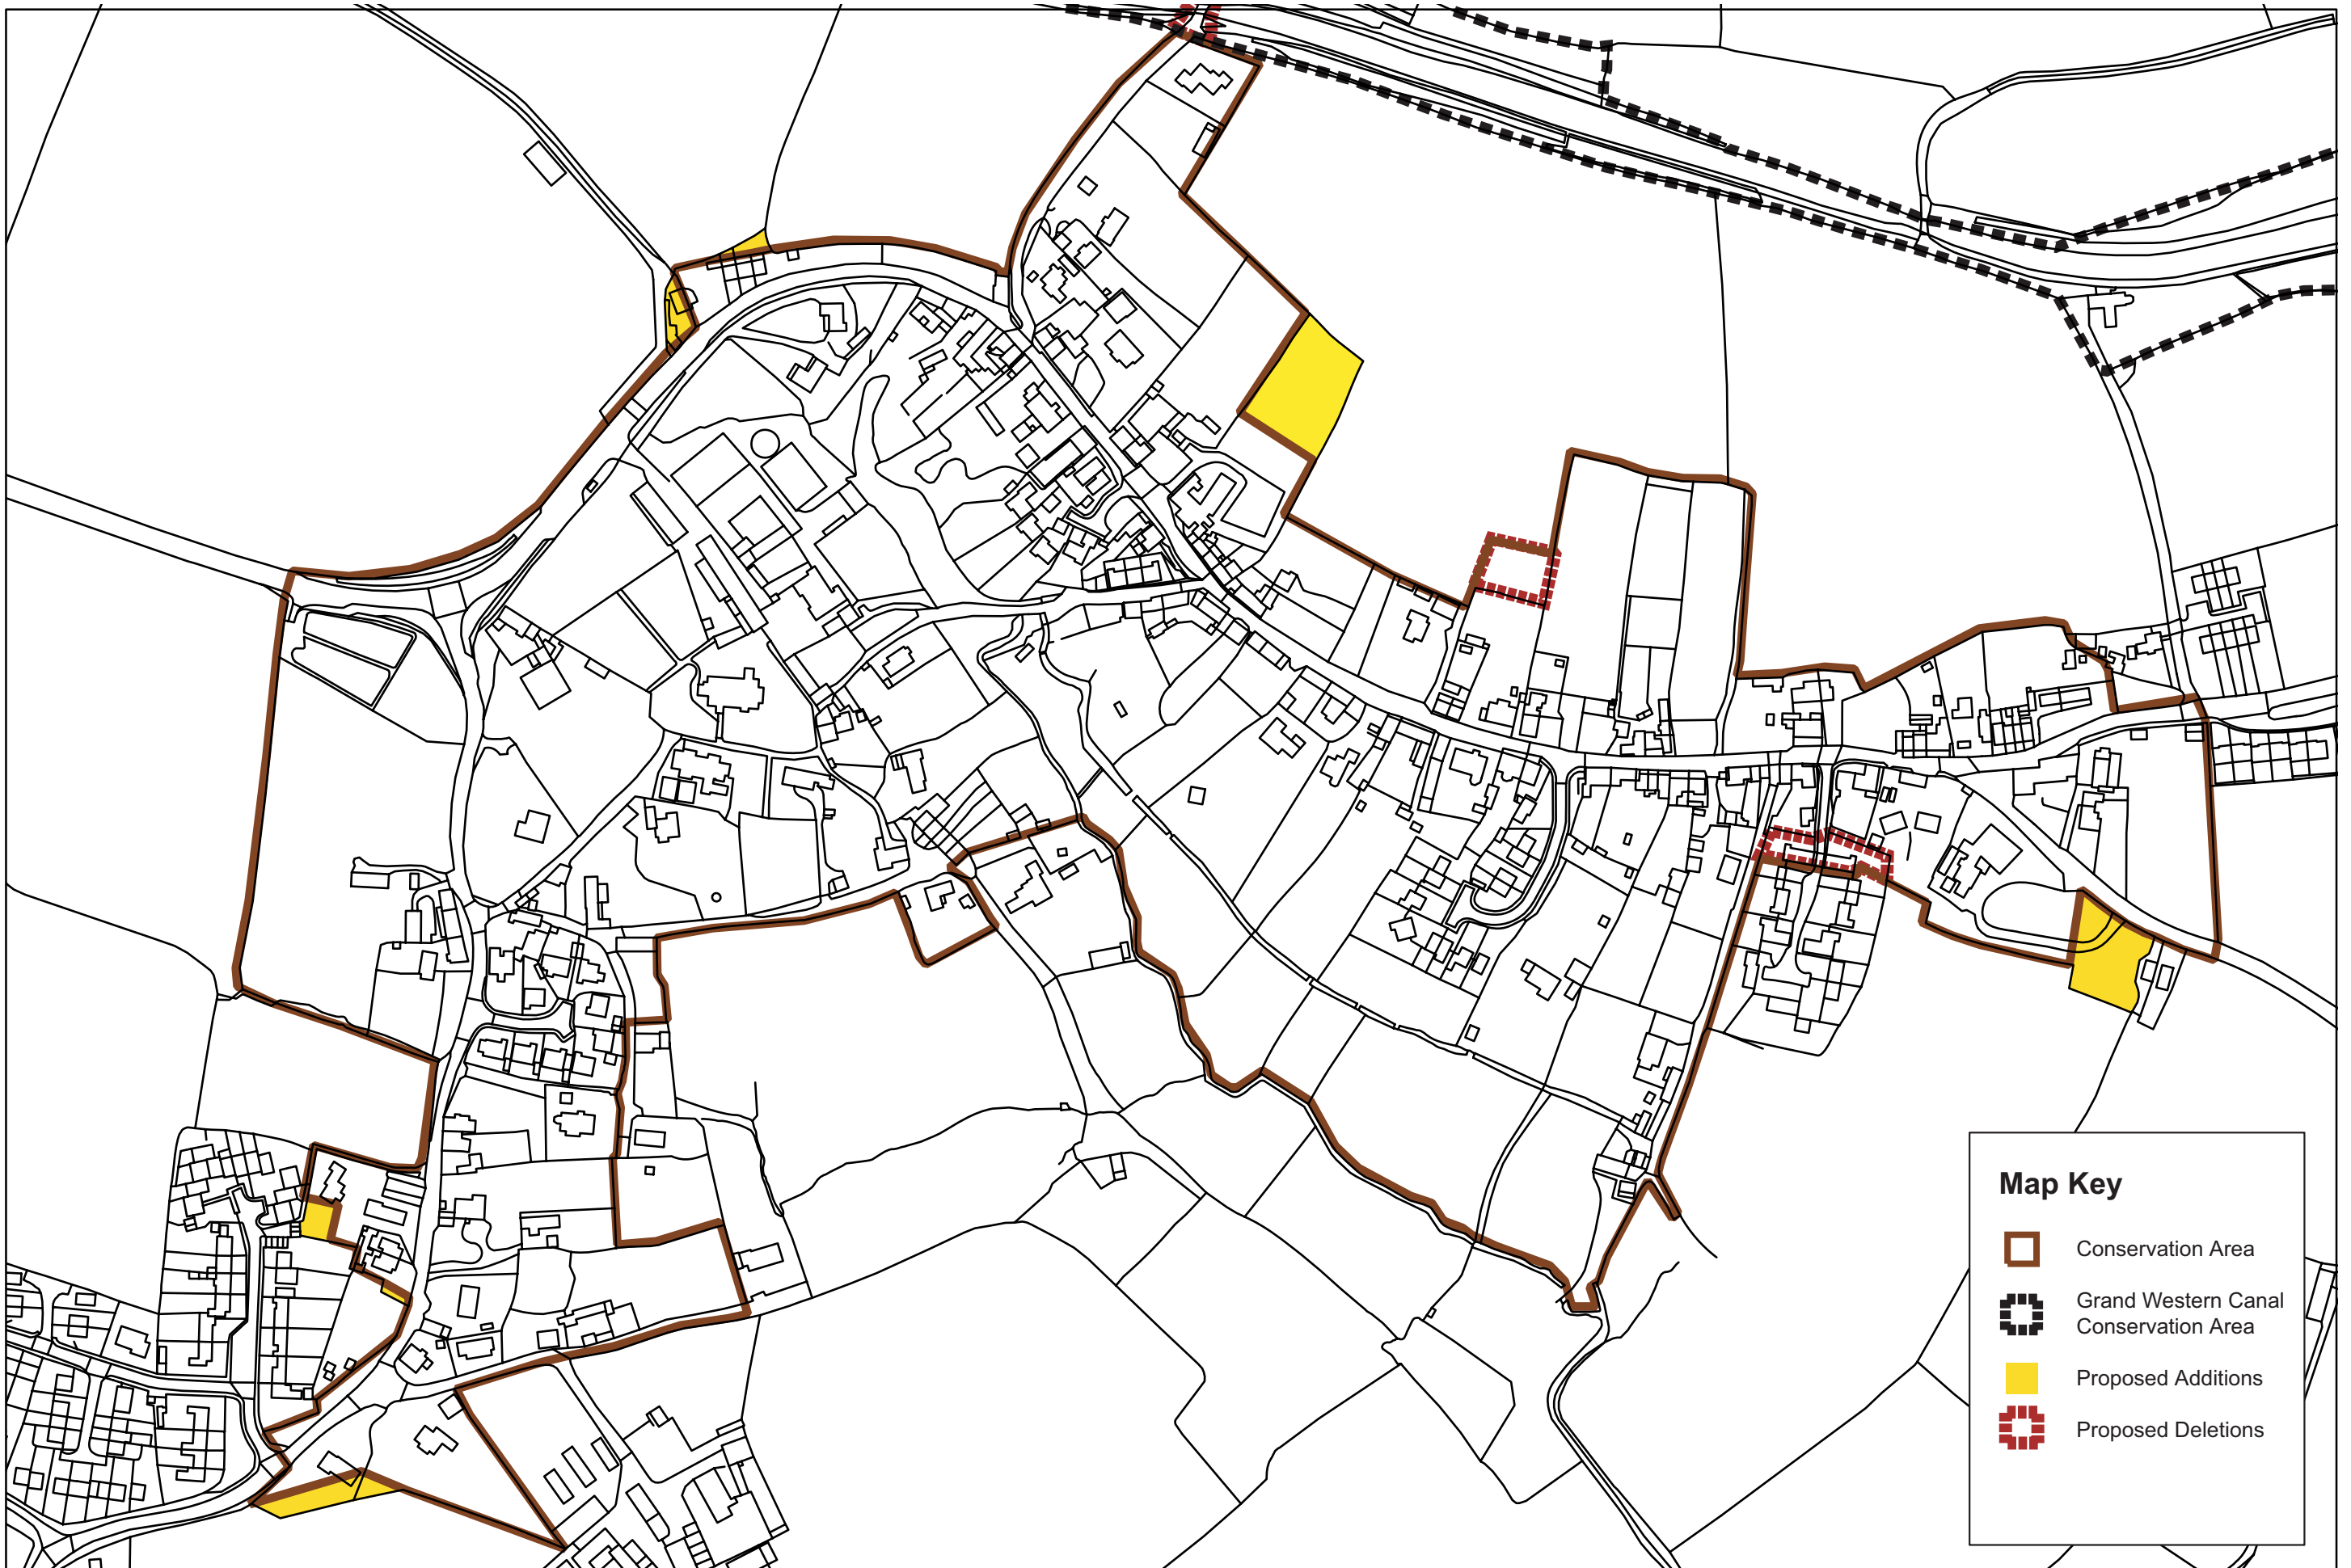 Map Key
Conservation Area
Grand Western Canal
Conservation Area
Proposed Additions
Proposed Deletions